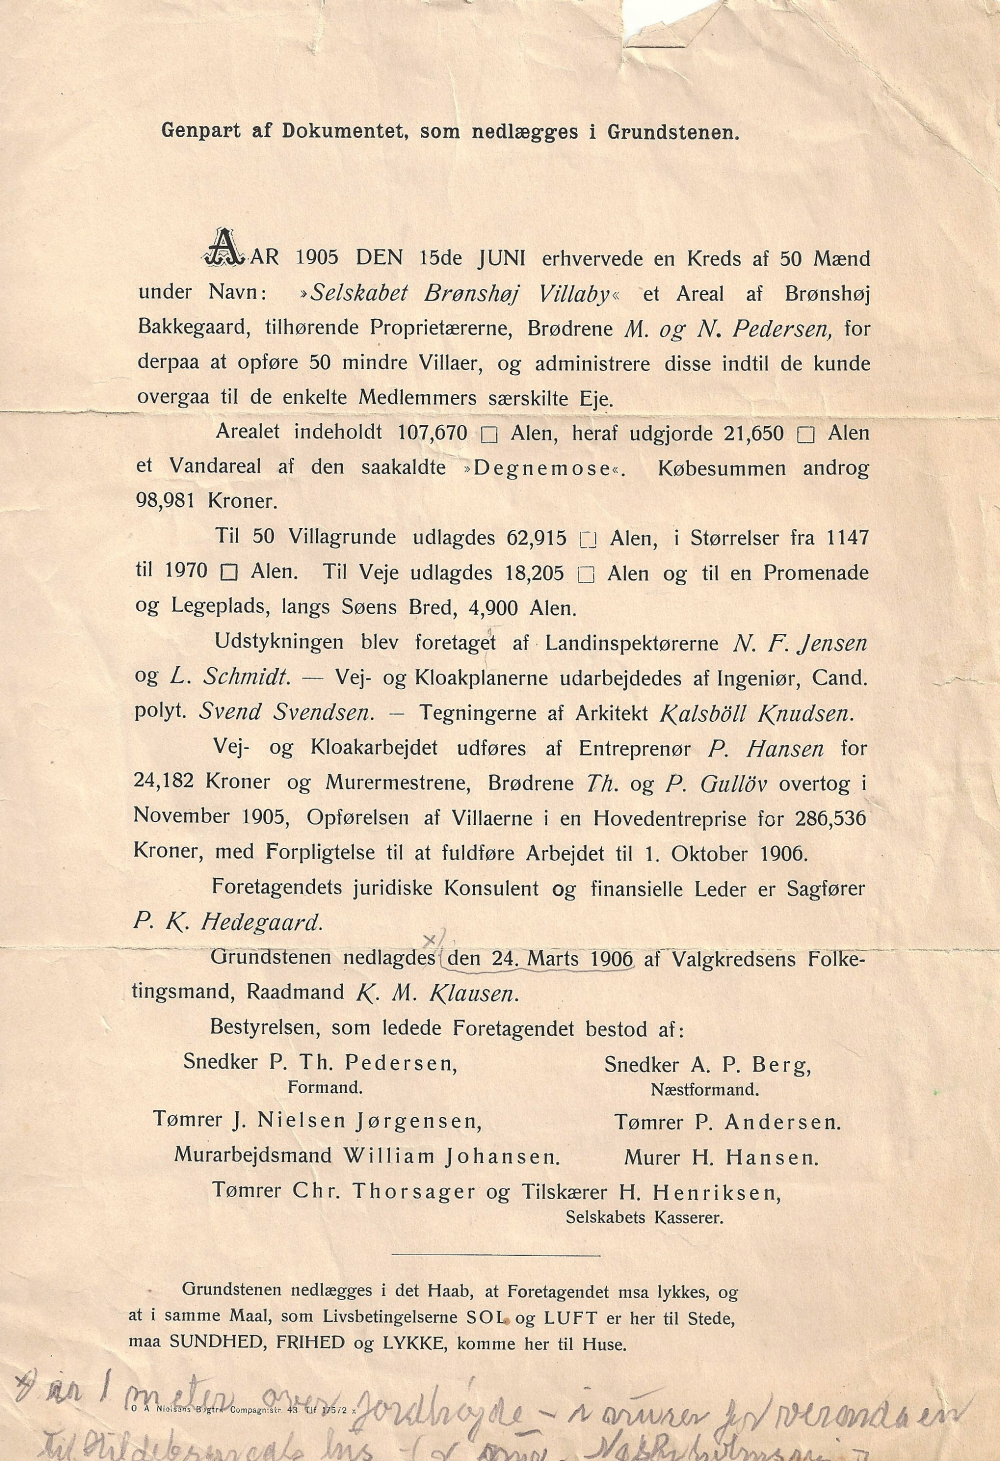 Genpart af Dokumentet, som nedlægges i Grundstenen.
AAR 1905 DEN 15de JUNI erhvervede en Kreds af 50 Mænd
under Navn: »Selskabet Brønshøj Villaby« et Areal af Brønshøj
Bakkegaard, tilhørende Proprietærerne, Brødrene M. og N. Pedersen, for
derpaa at opføre 50 mindre Villaer, og administrere disse indtil de kunde
overgaa til de enkelte Medlemmers særskilte Eje.
Arealet indeholdt 107,670 □ Alen, heraf udgjorde 21,650 □ Alen
et Vandareal af den saakaldte »Degnemose«. Købesummen androg
98,981 Kroner.
Til 50 Villagrunde udlagdes 62,915 □ Alen, i Størrelser fra 1147
til 1970 □ Alen. Til Veje udlagdes 18,205 □ Alen og til en Promenade
og Legeplads, langs Søens Bred, 4,900 Alen.
Udstykningen blev foretaget af Landinspektørerne N. F. Jensen
og L. Schmidt. — Vej- og Kloakplanerne udarbejdedes af Ingeniør, Cand.
polyt. Svend Svendsen. — Tegningerne af Arkitekt Kalsböll Knudsen.
Vej- og Kloakarbejdet udføres af Entreprenør P. Hansen for
24,182 Kroner og Murermestrene, Brødrene Th. og P. Gullöv overtog i
November 1905, Opførelsen af Villaerne i en Hovedentreprise for 286,536
Kroner, med Forpligtelse til at fuldføre Arbejdet til 1. Oktober 1906.
Foretagendets juridiske Konsulent og finansielle Leder er Sagfører
P. K. Hedegaard.
Grundstenen nedlagdes x) den 24. Marts 1906 af Valgkredsens Folke-
tingsmand, Raadmand K. M. Klausen.
Bestyrelsen, som ledede Foretagendet bestod af:
Snedker P. Th. Pedersen, Snedker A. P. Berg,
Formand. Næstformand.
Tømrer J. Nielsen Jørgensen, Tømrer P. Andersen.
Murarbejdsmand William Johansen. Murer H. Hansen.
Tømrer Chr. Thorsager og Tilskærer H. Henriksen,
Selskabets Kasserer.
Grundstenen nedlægges i det Haab, at Foretagendet msa lykkes, og
at i samme Maal, som Livsbetingelserne SOL og LUFT er her til Stede,
maa SUNDHED, FRIHED og LYKKE, komme her til Huse.
x) 1 meter over jordhøjde – i muren for verandaen
O A Nielsens Bogtr. Compagnistr. 43 Tlf 17572 x
til